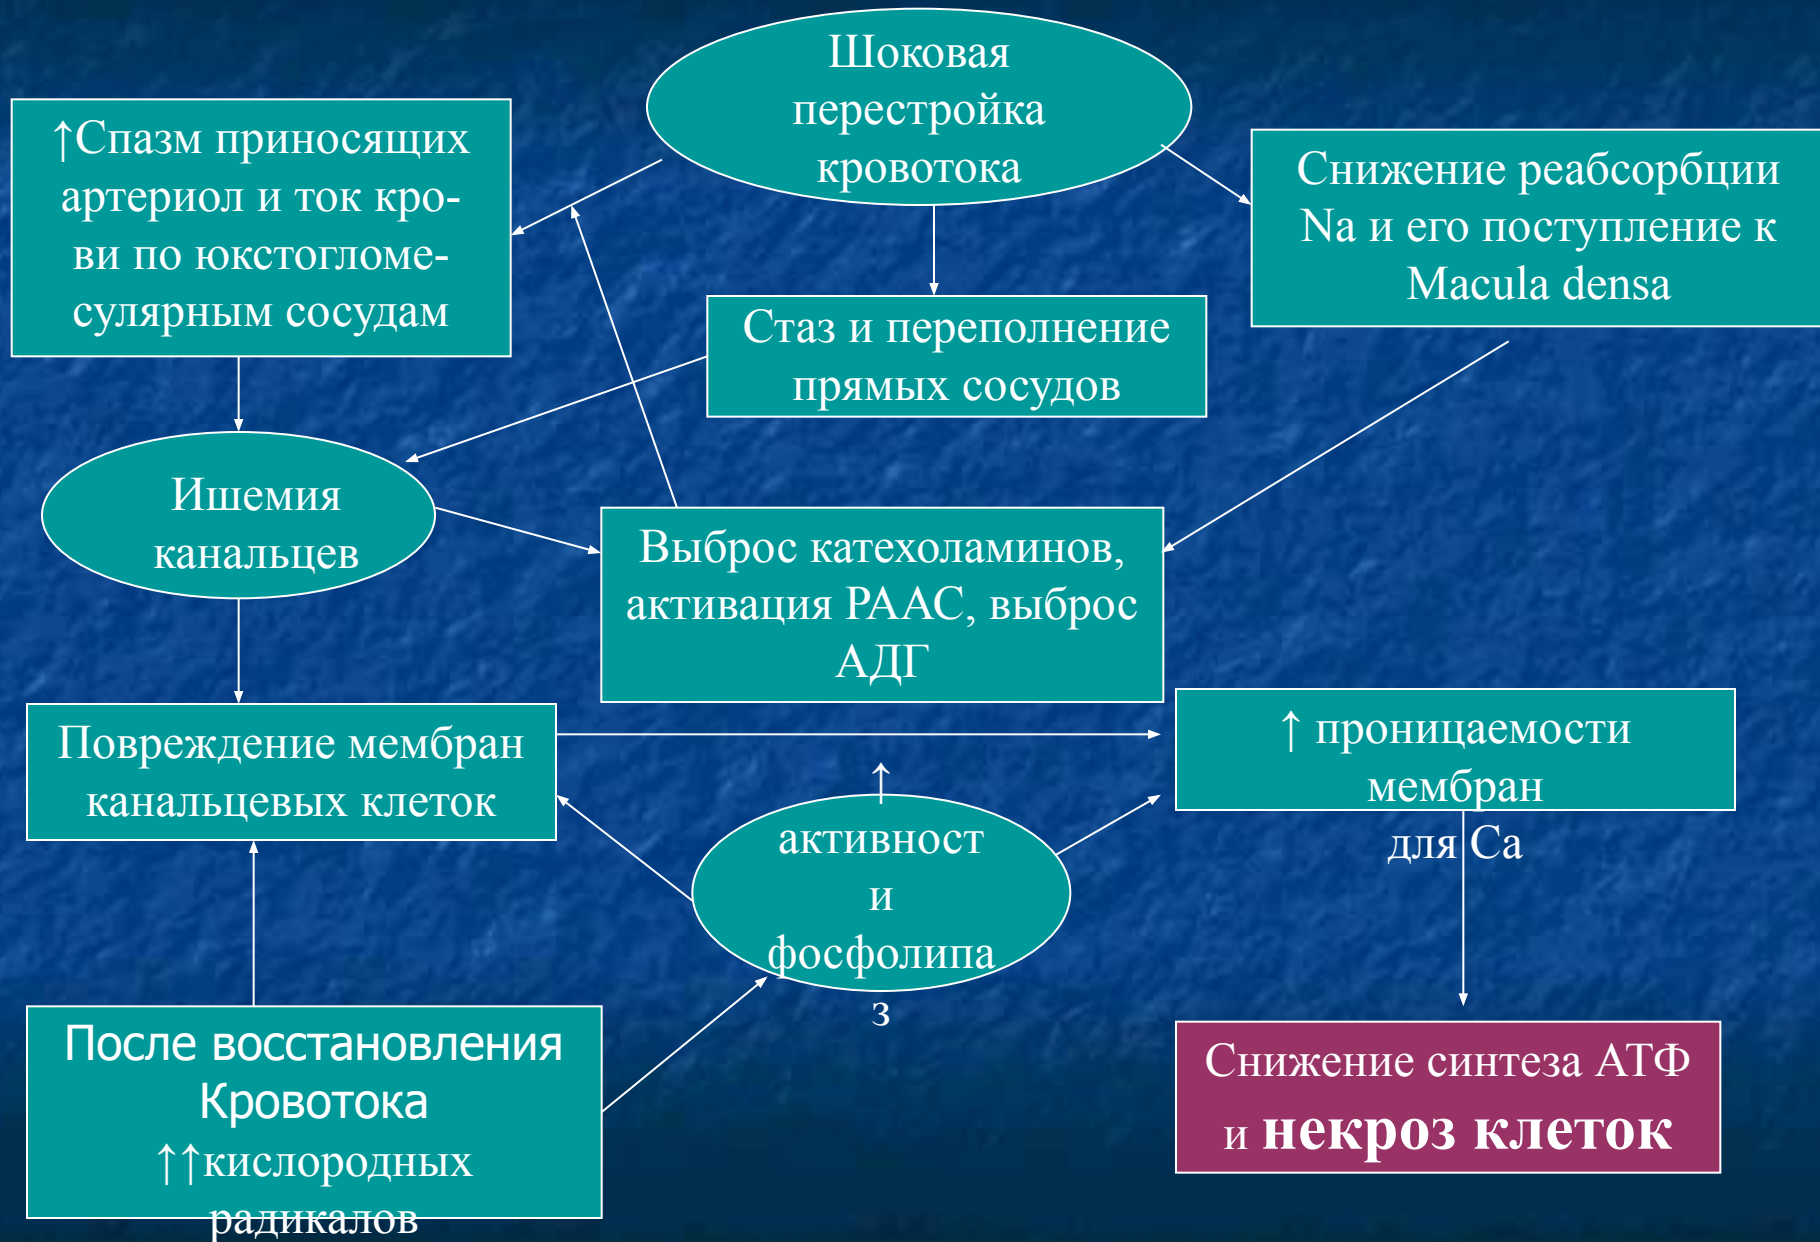 Шоковая
перестройка
кровотока
↑Спазм приносящих
артериол и ток кро-
ви по юкстогломе-
сулярным сосудам
Снижение реабсорбции
Na и его поступление к
Macula densa
Стаз и переполнение
прямых сосудов
Ишемия
канальцев
Выброс катехоламинов,
активация РААС, выброс
АДГ
Повреждение мембран
канальцевых клеток
↑ проницаемости
мембран
для Са
↑
активност
и
фосфолипа
з
После восстановления
Кровотока
↑↑кислородных
радикалов
Снижение синтеза АТФ
и некроз клеток